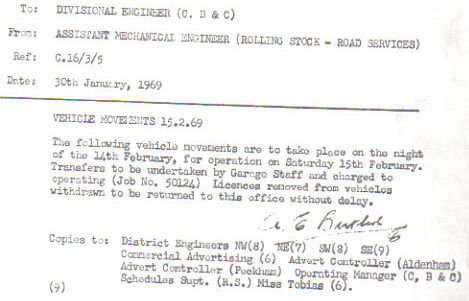 To: DIVISIONAL ENGINEER (C. B & C)
From: ASSISTANT MECHANICAL ENGINEER (ROLLING STOCK - ROAD SERVICES)
Ref: C.16/3/5
Date: 30th January, 1969
VEHICLE MOVEMENTS 15.2.69
The following vehicle movements are to take place on the night
of the 14th February, for operation on Saturday 15th February.
Transfers to be undertaken by Garage Staff and charged to
operating (Job No. 50124) Licences removed from vehicles
withdrawn to be returned to this office without delay.
Copies to: District Engineers NW(8) NE(7) SW(8) SE(9)
Commercial Advertising (6) Advert Controller (Aldenham)
Advert Controller (Peckham) Operating Manager (C, B & C)
Schedules Supt. (R.S.) Miss Tobias (6).
(9)